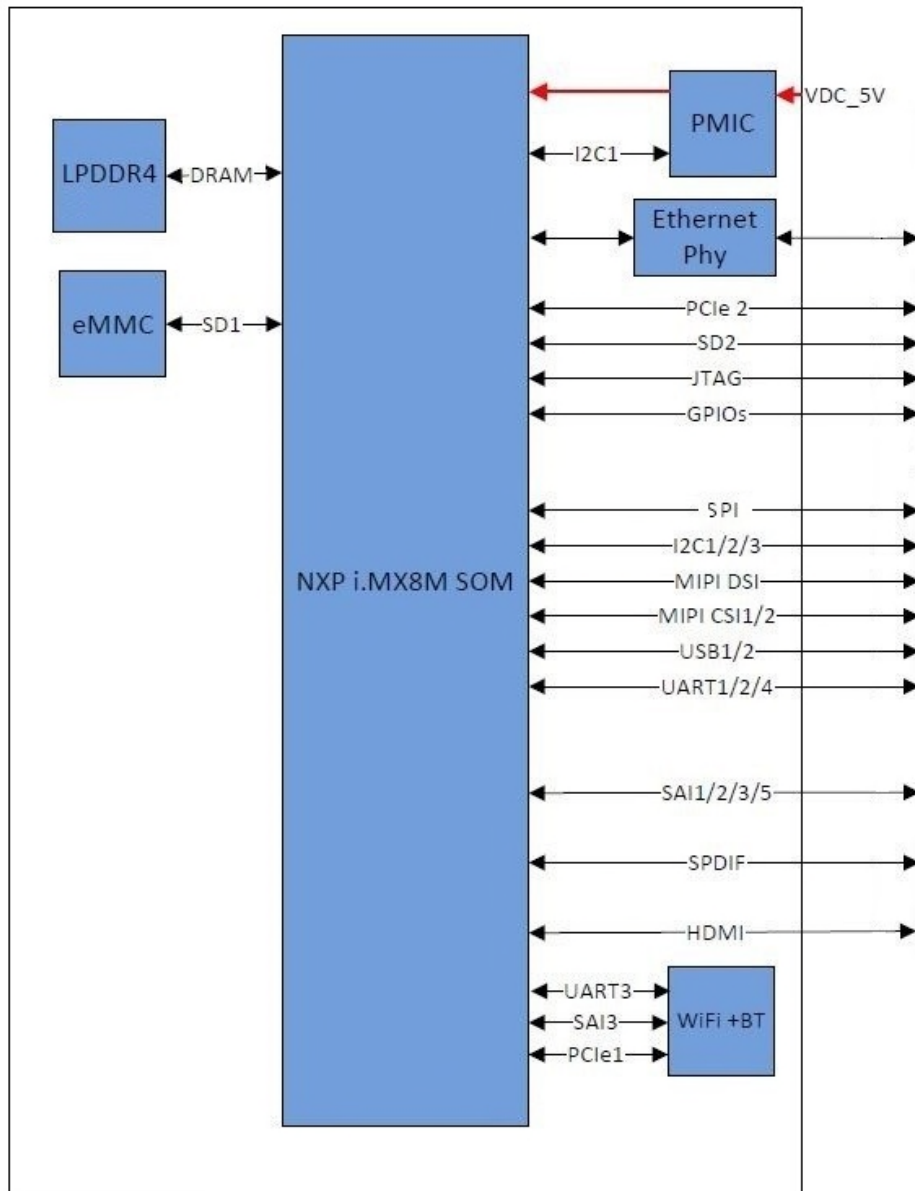 VDC_5V
PMIC
I2C1
LPDDR4
DRAM
Ethernet
Phy
eMMC
SD1
PCIe 2
SD2
JTAG
GPIOs
SPI
I2C1/2/3
NXP i.MX8M SOM
MIPI DSI
MIPI CSI1/2
USB1/2
UART1/2/4
SAI1/2/3/5
SPDIF
HDMI
UART3
SAI3
WiFi +BT
PCIe1